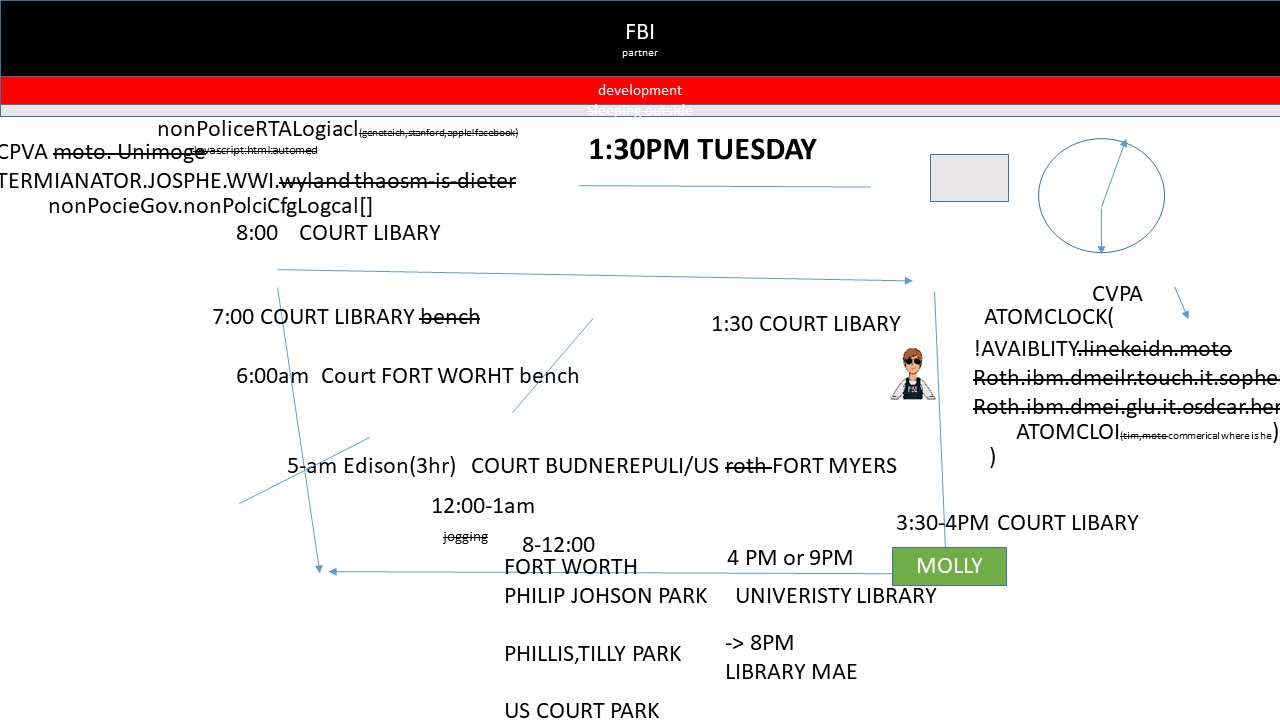 FBI
partner
development
sleeping outside
nonPoliceRTALogiacl(geneteich,stanford,apple!facebook)
CPVA moto. Unimoge
Javascript:html:automed
1:30PM TUESDAY
TERMIANATOR.JOSPHE.WWI.wyland thaosm-is-dieter
nonPocieGov.nonPolciCfgLogcal[]
8:00 COURT LIBARY
CVPA
7:00 COURT LIBRARY bench
1:30 COURT LIBARY
ATOMCLOCK(
!AVAIBLITY.linekeidn.moto
FBI
6:00am Court FORT WORHT bench
Roth.ibm.dmeilr.touch.it.sophe
Roth.ibm.dmei.glu.it.osdcar.her
ATOMCLOI(tim,moto commerical where is he)
)
5-am Edison(3hr) COURT BUDNEREPULI/US roth FORT MYERS
12:00-1am
jogging
3:30-4PM COURT LIBARY
8-12:00
FORT WORTH
4 PM or 9PM
MOLLY
PHILIP JOHSON PARK
UNIVERISTY LIBRARY
-> 8PM
PHILLIS,TILLY PARK
LIBRARY MAE
US COURT PARK